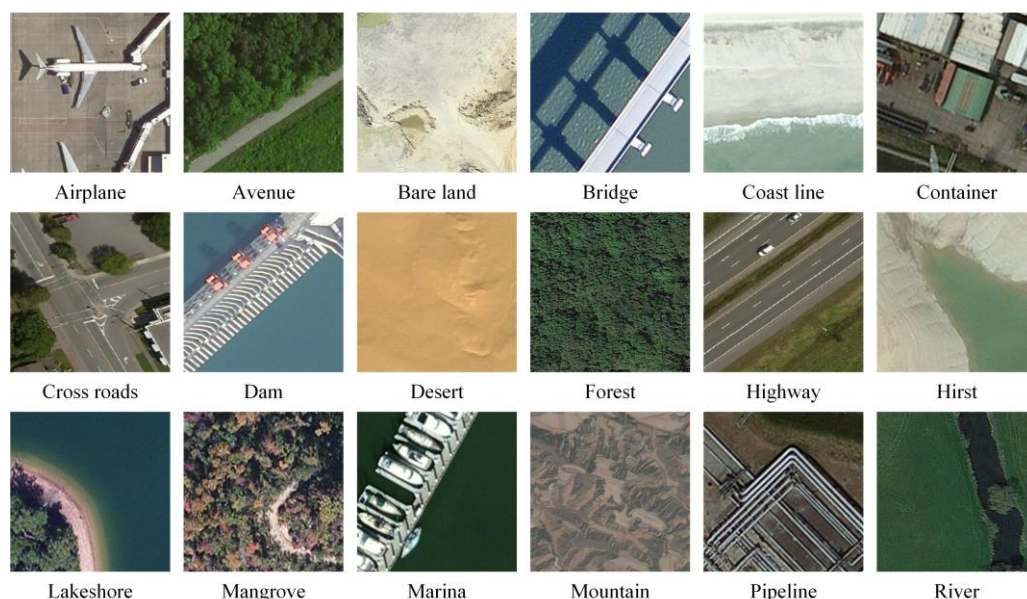 Airplane Avenue Bare land Bridge Coast line Container
Cross roads Dam Desert Forest Highway Hirst
Lakeshore Mangrove Marina Mountain Pipeline River